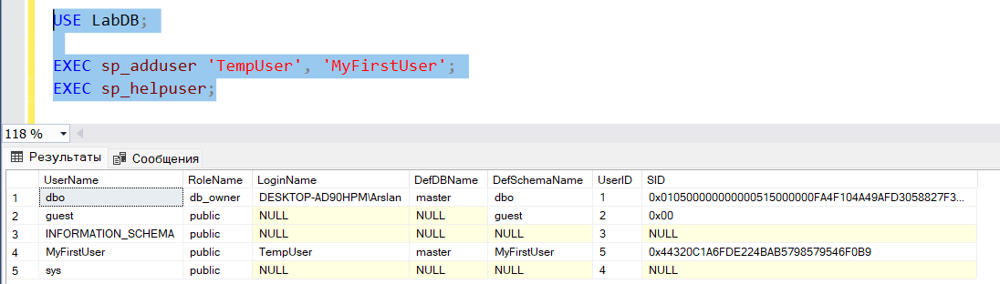 USE LabDB;
EXEC sp_adduser 'TempUser', 'MyFirstUser';
EXEC sp_helpuser;
118 %
Результаты Сообщения
UserName RoleName LoginName DefDBName DefSchemaName UserID SID
1 dbo db_owner DESKTOP-AD90HPM\Arslan master dbo 1 0x010500000000000515000000FA4F104A49AFD3058827F3...
2 guest public NULL NULL guest 2 0x00
3 INFORMATION_SCHEMA public NULL NULL NULL 3 NULL
4 MyFirstUser public TempUser master MyFirstUser 5 0x44320C1A6FDE224BAB5798579546F0B9
5 sys public NULL NULL NULL 4 NULL